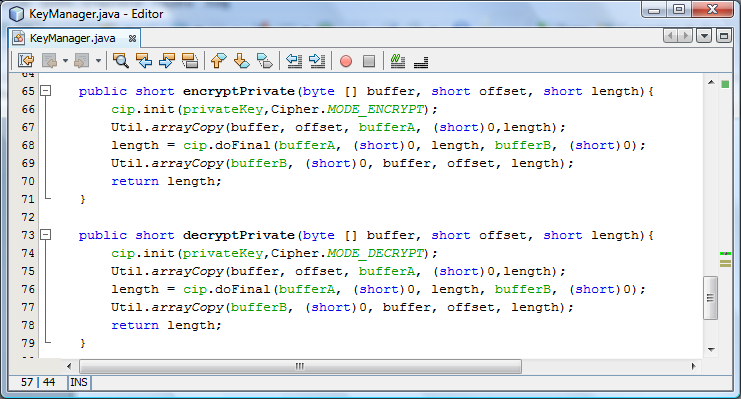 KeyManager.java - Editor
KeyManager.java
65 public short encryptPrivate(byte [] buffer, short offset, short length){
66 cip.init(privateKey,Cipher.MODE_ENCRYPT);
67 Util.arrayCopy(buffer, offset, bufferA, (short)0,length);
68 length = cip.doFinal(bufferA, (short)0, length, bufferB, (short)0);
69 Util.arrayCopy(bufferB, (short)0, buffer, offset, length);
70 return length;
71 }
72
73 public short decryptPrivate(byte [] buffer, short offset, short length){
74 cip.init(privateKey,Cipher.MODE_DECRYPT);
75 Util.arrayCopy(buffer, offset, bufferA, (short)0,length);
76 length = cip.doFinal(bufferA, (short)0, length, bufferB, (short)0);
77 Util.arrayCopy(bufferB, (short)0, buffer, offset, length);
78 return length;
79 }
57 | 44 INS